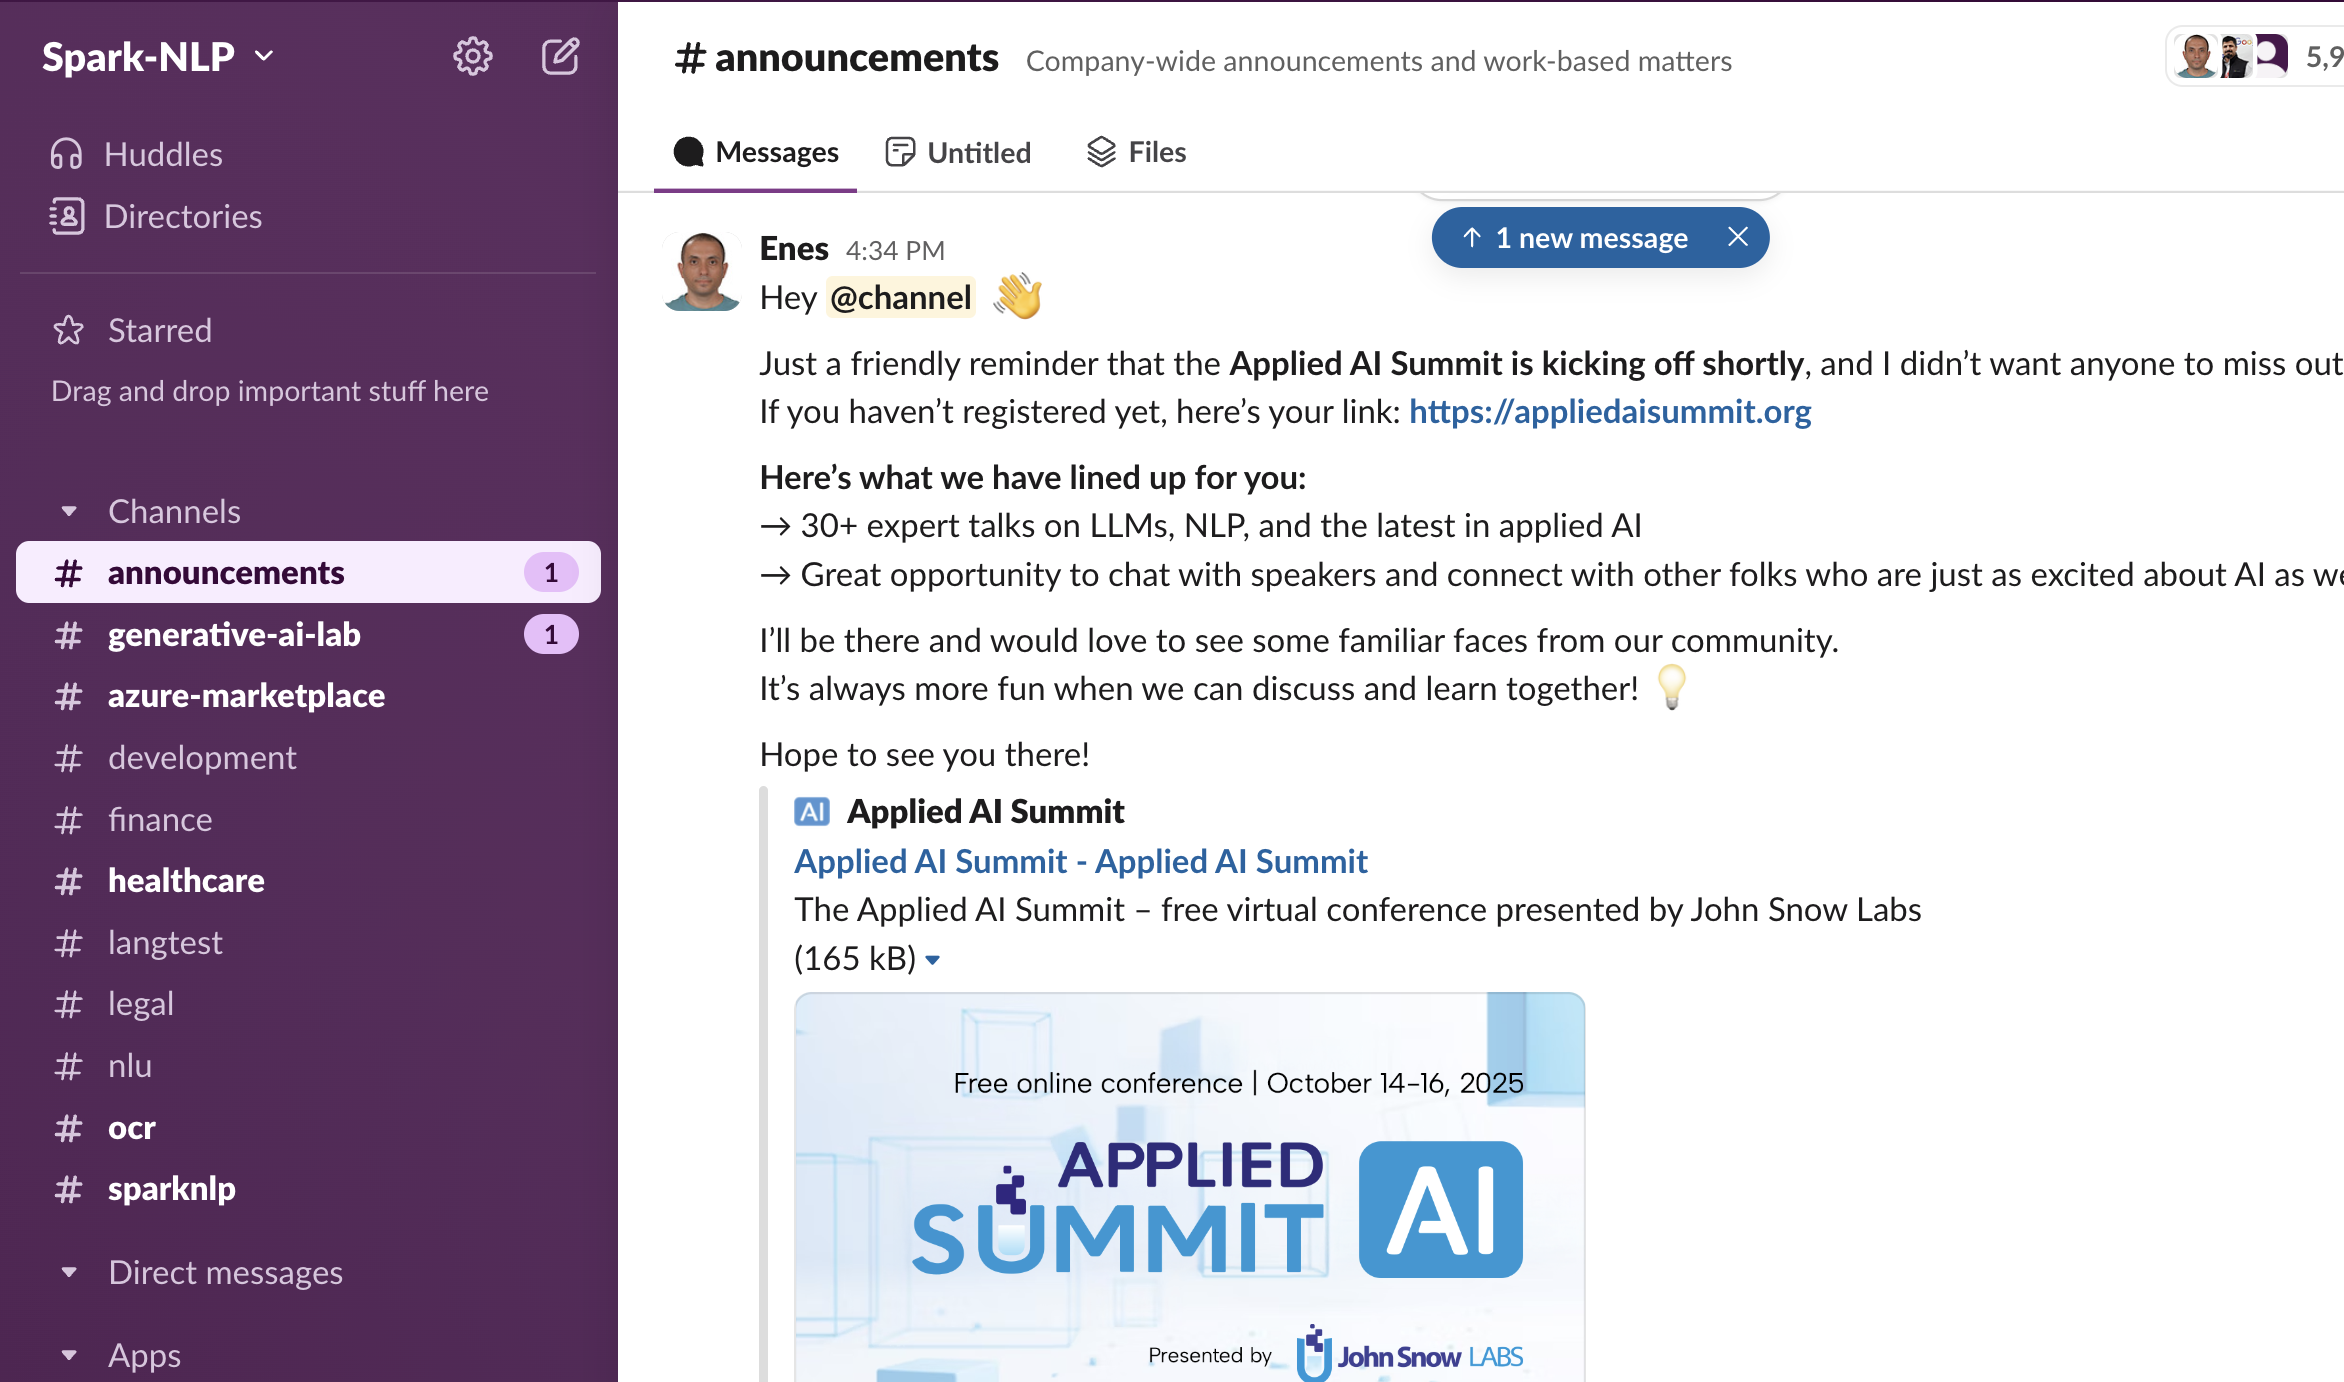 Spark-NLP
Huddles
Directories
Starred
Drag and drop important stuff here
Channels
# announcements 1
# generative-ai-lab 1
# azure-marketplace
# development
# finance
# healthcare
# langtest
# legal
# nlu
# ocr
# sparknlp
Direct messages
Apps
# announcements Company-wide announcements and work-based matters 5,9
Messages Untitled Files
↑ 1 new message
Enes 4:34 PM
Hey @channel 👋
Just a friendly reminder that the Applied AI Summit is kicking off shortly, and I didn’t want anyone to miss out
If you haven’t registered yet, here’s your link: https://appliedaisummit.org
Here’s what we have lined up for you:
→ 30+ expert talks on LLMs, NLP, and the latest in applied AI
→ Great opportunity to chat with speakers and connect with other folks who are just as excited about AI as we
I’ll be there and would love to see some familiar faces from our community.
It’s always more fun when we can discuss and learn together! 💡
Hope to see you there!
AI Applied AI Summit
Applied AI Summit - Applied AI Summit
The Applied AI Summit – free virtual conference presented by John Snow Labs
(165 kB)
Free online conference | October 14-16, 2025
APPLIED
SUMMIT AI
Presented by John Snow LABS